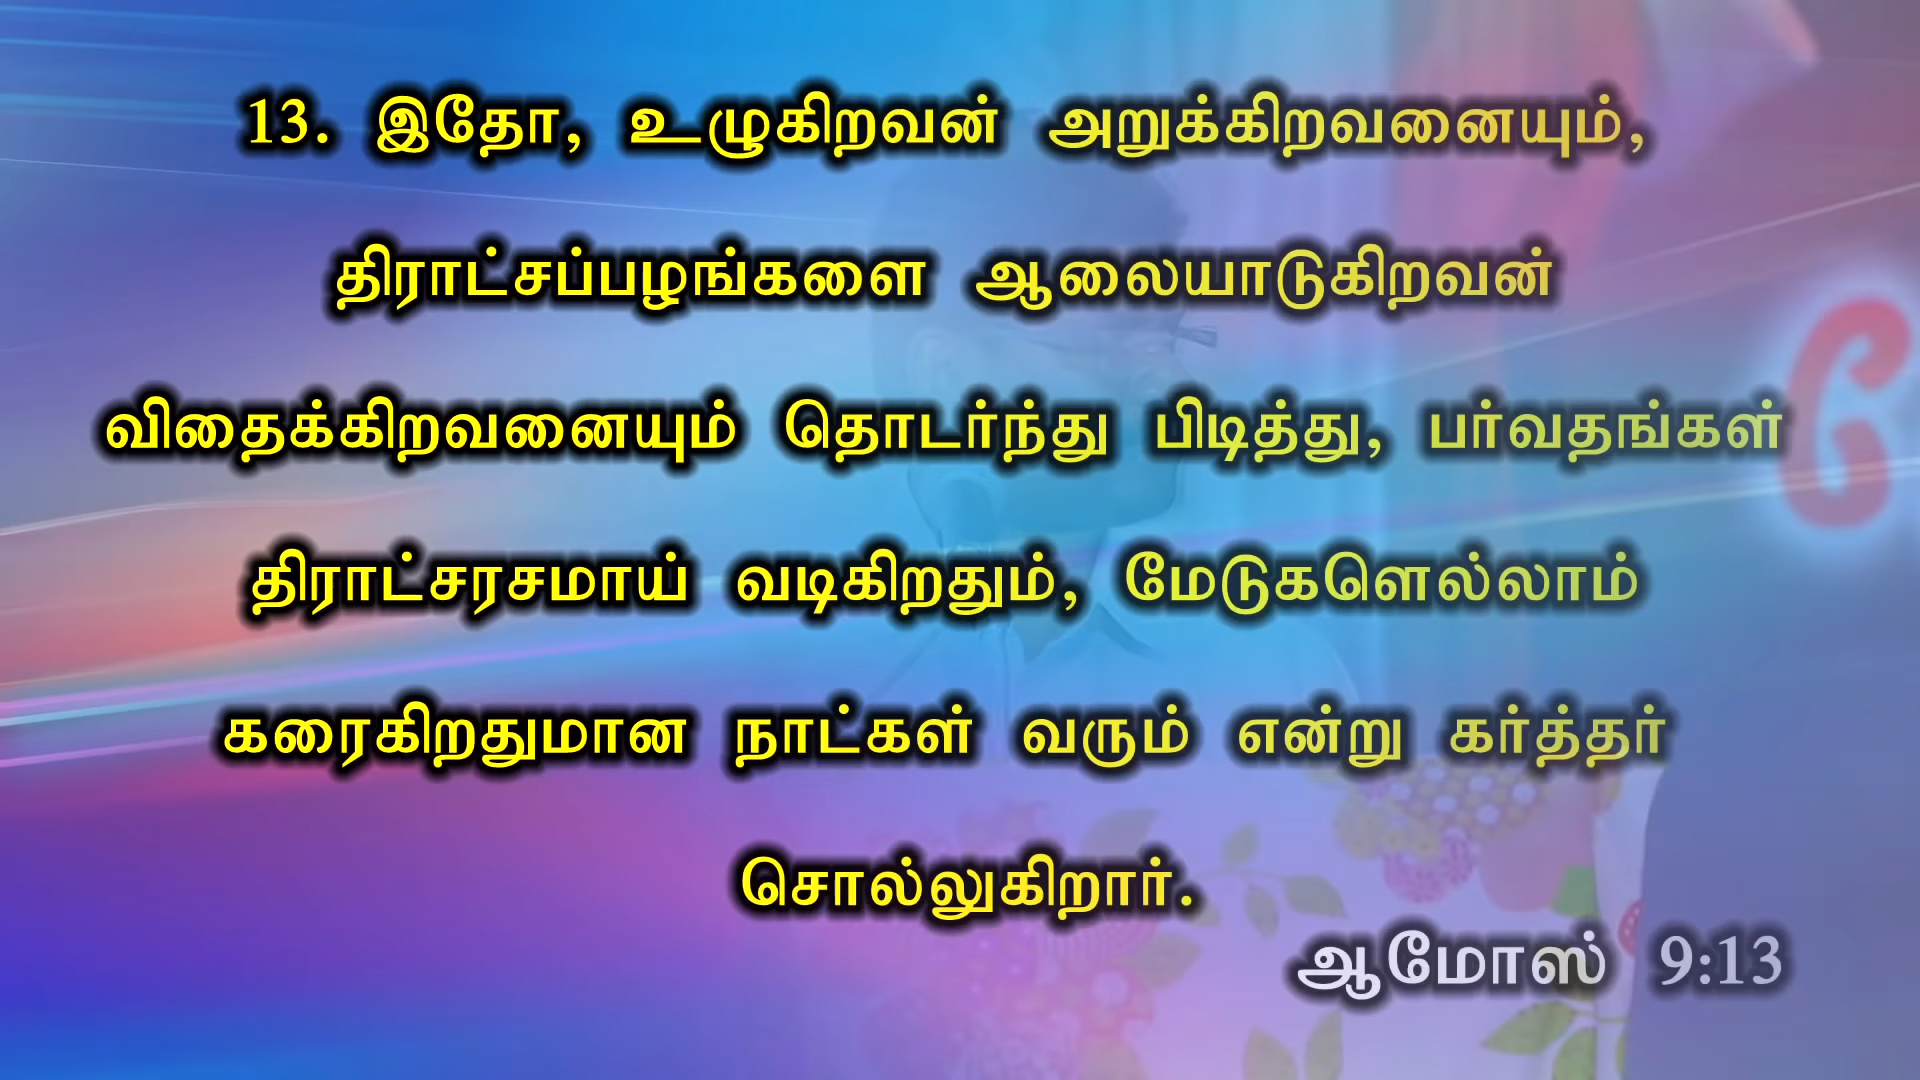 13. இதோ, உழுகிறவன் அறுக்கிறவனையும்,
திராட்சப்பழங்களை ஆலையாடுகிறவன்
விதைக்கிறவனையும் தொடர்ந்து பிடித்து, பர்வதங்கள்
திராட்சரசமாய் வடிகிறதும், மேடுகளெல்லாம்
கரைகிறதுமான நாட்கள் வரும் என்று கர்த்தர்
சொல்லுகிறார்.
ஆமோஸ் 9:13